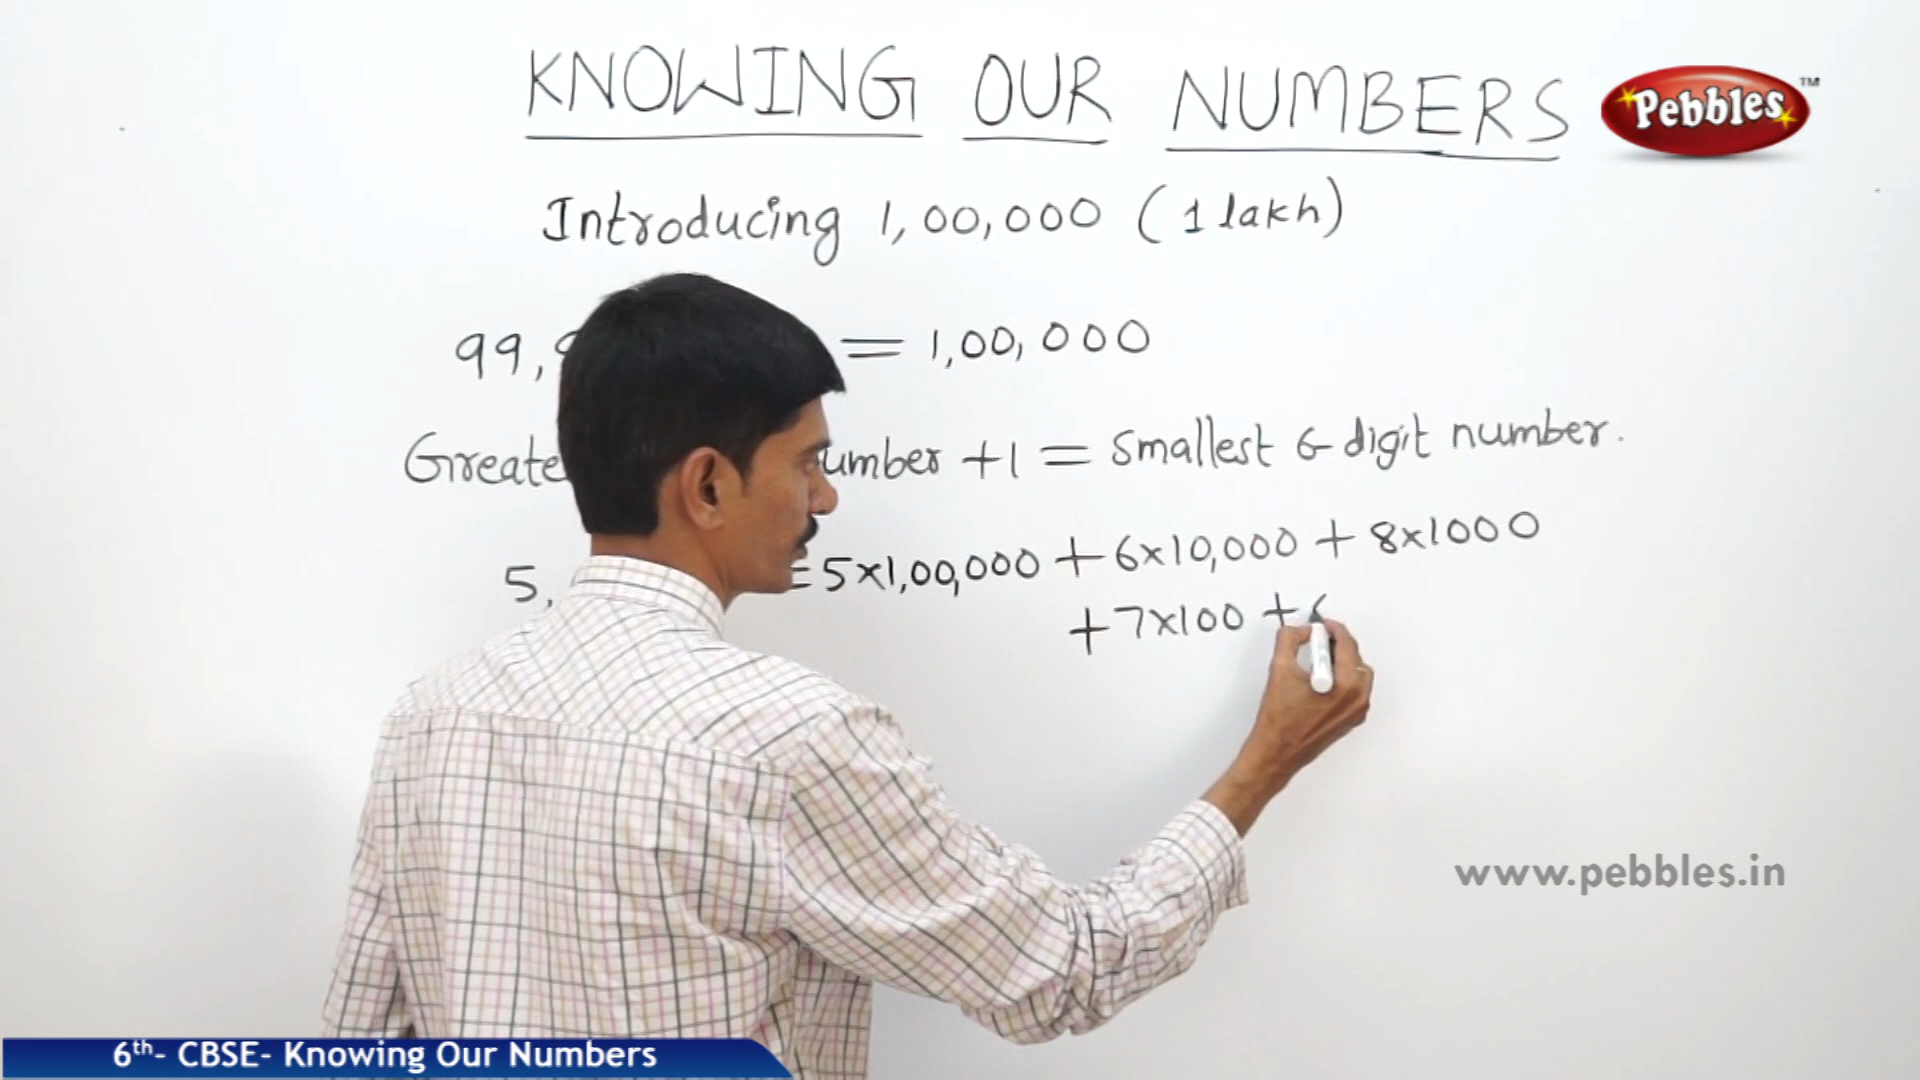 KNOWING OUR NUMBERS
Pebbles™
Introducing 1,00,000 (1 lakh)
99, = 1,00,000
Greate umber +1 = Smallest 6-digit number.
5, = 5×1,00,000 + 6×10,000 + 8×1000
+ 7×100 +
www.pebbles.in
6th- CBSE- Knowing Our Numbers